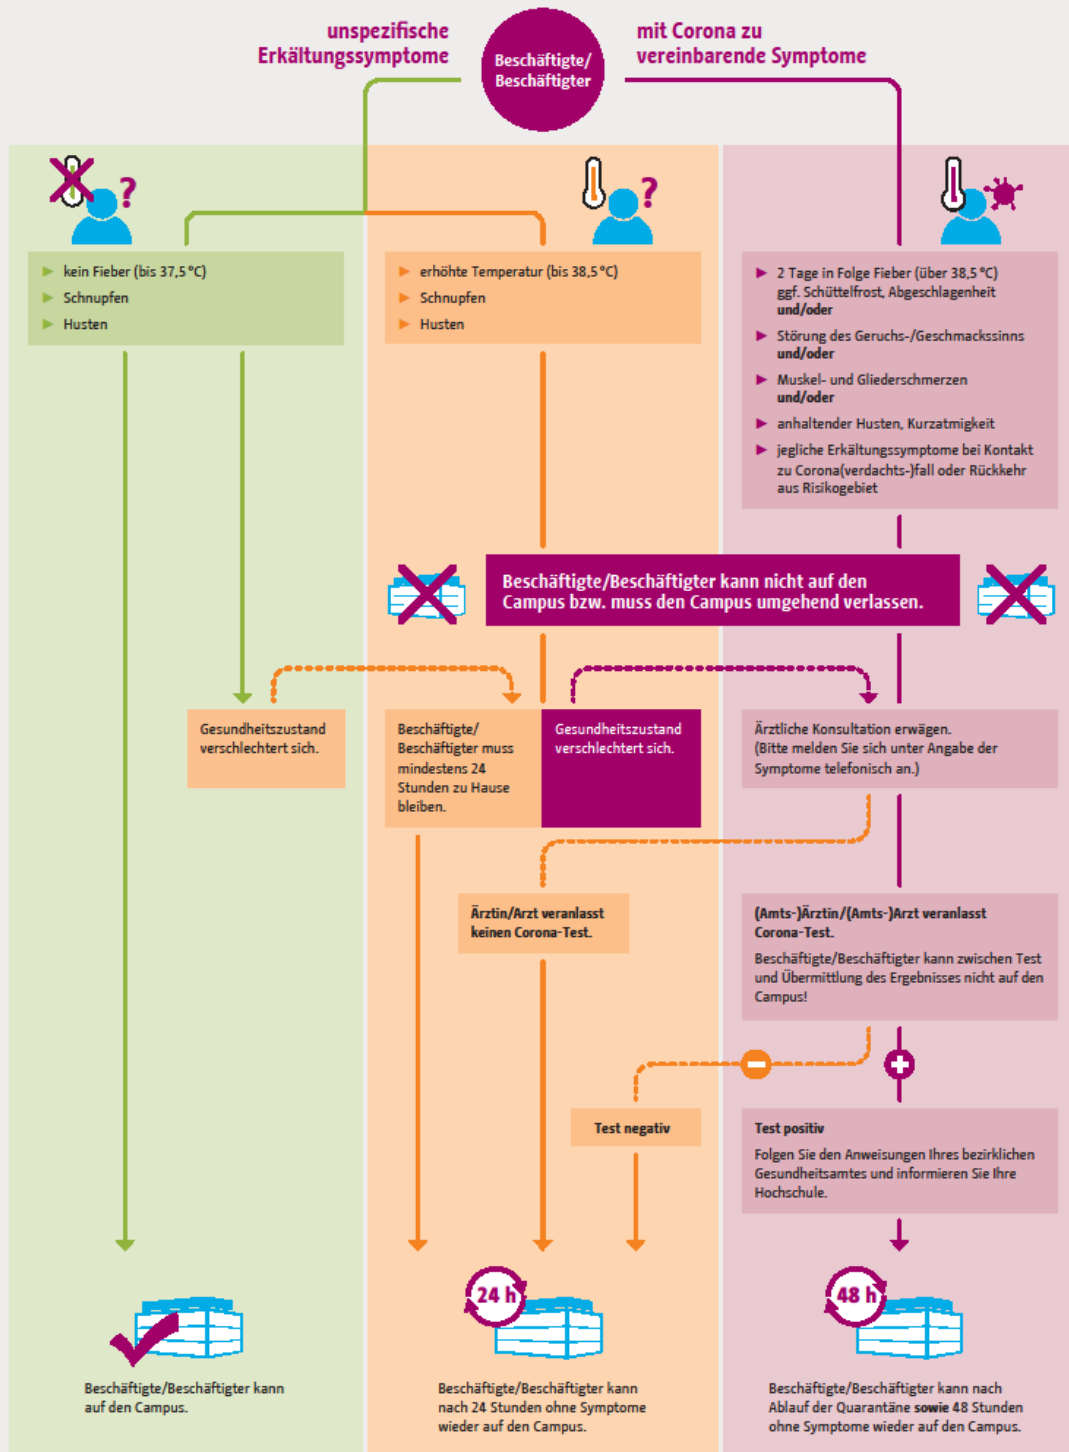 unspezifische
Erkältungssymptome
Beschäftigte/
Beschäftigter
mit Corona zu
vereinbarende Symptome
?
?
► kein Fieber (bis 37,5 °C)
► Schnupfen
► Husten
► erhöhte Temperatur (bis 38,5 °C)
► Schnupfen
► Husten
► 2 Tage in Folge Fieber (über 38,5 °C)
ggf. Schüttelfrost, Abgeschlagenheit
und/oder
► Störung des Geruchs-/Geschmackssinns
und/oder
► Muskel- und Gliederschmerzen
und/oder
► anhaltender Husten, Kurzatmigkeit
► jegliche Erkältungssymptome bei Kontakt
zu Corona(verdachts-)fall oder Rückkehr
aus Risikogebiet
Beschäftigte/Beschäftigter kann nicht auf den
Campus bzw. muss den Campus umgehend verlassen.
Gesundheitszustand
verschlechtert sich.
Beschäftigte/
Beschäftigter muss
mindestens 24
Stunden zu Hause
bleiben.
Gesundheitszustand
verschlechtert sich.
Ärztliche Konsultation erwägen.
(Bitte melden Sie sich unter Angabe der
Symptome telefonisch an.)
Ärztin/Arzt veranlasst
keinen Corona-Test.
(Amts-)Ärztin/(Amts-)Arzt veranlasst
Corona-Test.
Beschäftigte/Beschäftigter kann zwischen Test
und Übermittlung des Ergebnisses nicht auf den
Campus!
Test negativ
Test positiv
Folgen Sie den Anweisungen Ihres bezirklichen
Gesundheitsamtes und informieren Sie Ihre
Hochschule.
24 h
48 h
Beschäftigte/Beschäftigter kann
auf den Campus.
Beschäftigte/Beschäftigter kann
nach 24 Stunden ohne Symptome
wieder auf den Campus.
Beschäftigte/Beschäftigter kann nach
Ablauf der Quarantäne sowie 48 Stunden
ohne Symptome wieder auf den Campus.